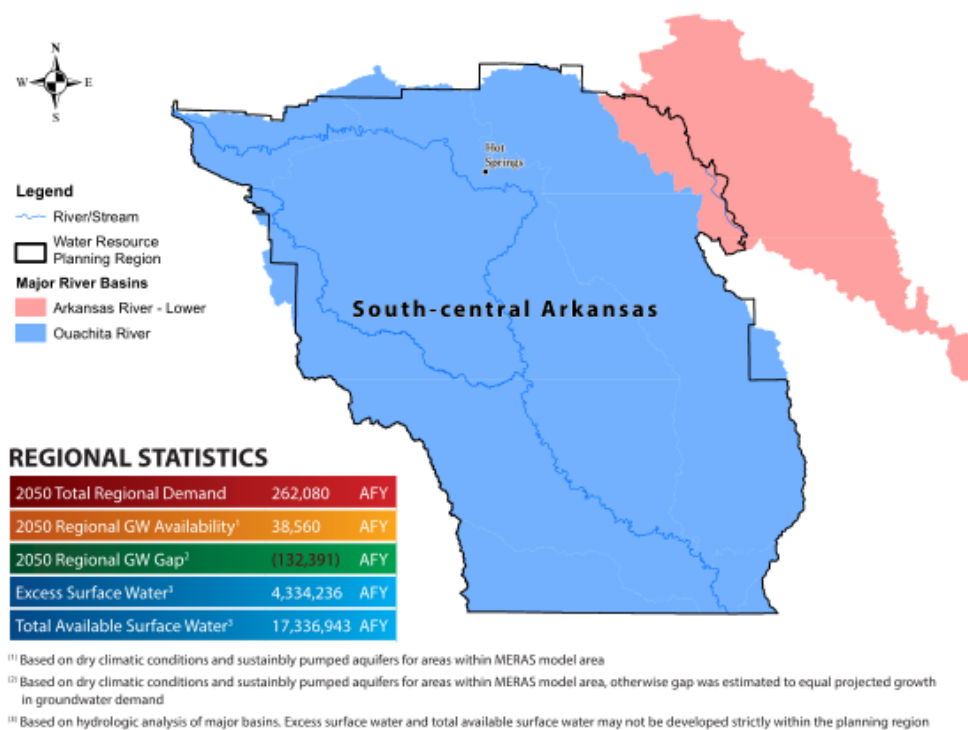 N
W E
S
Hot
Springs
Legend
River/Stream
Water Resource
Planning Region
Major River Basins
Arkansas River - Lower
Ouachita River
South-central Arkansas
REGIONAL STATISTICS
2050 Total Regional Demand 262,080 AFY
2050 Regional GW Availability¹ 38,560 AFY
2050 Regional GW Gap² (132,391) AFY
Excess Surface Water³ 4,334,236 AFY
Total Available Surface Water³ 17,336,943 AFY
(1) Based on dry climatic conditions and sustainbly pumped aquifers for areas within MERAS model area
(2) Based on dry climatic conditions and sustainbly pumped aquifers for areas within MERAS model area, otherwise gap was estimated to equal projected growth
in groundwater demand
(3) Based on hydrologic analysis of major basins. Excess surface water and total available surface water may not be developed strictly within the planning region